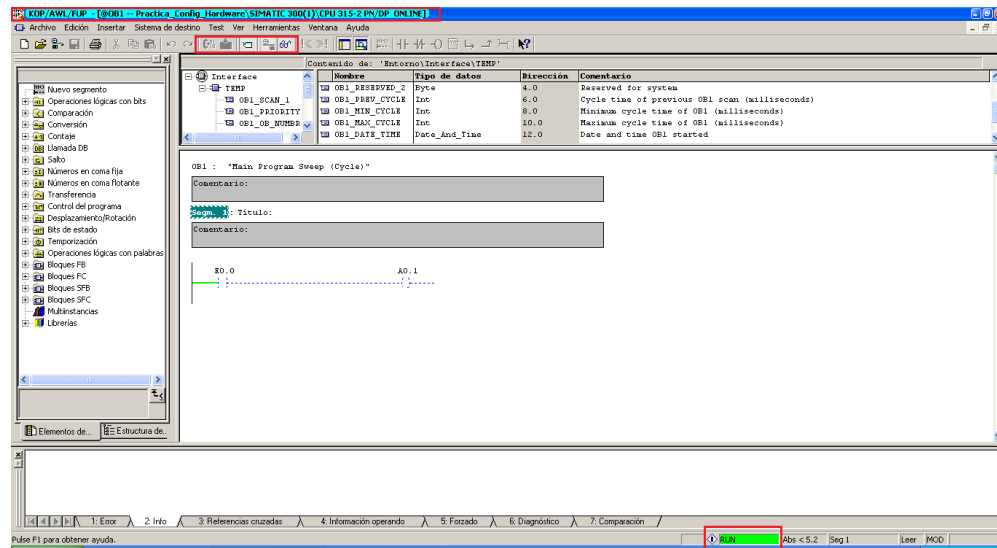 KOP/AWL/FUP - [@OB1 -- Practica_Config_Hardware\SIMATIC 300(1)\CPU 315-2 PN/DP ONLINE]
Archivo Edición Insertar Sistema de destino Test Ver Herramientas Ventana Ayuda
Contenido de: 'Entorno\Interface\TEMP'
Interface
TEMP
OB1_SCAN_1
OB1_PRIORITY
OB1_OB_NUMBR
Nombre Tipo de datos Dirección Comentario
OB1_RESERVED_2 Byte 4.0 Reserved for system
OB1_PREV_CYCLE Int 6.0 Cycle time of previous OB1 scan (milliseconds)
OB1_MIN_CYCLE Int 8.0 Minimum cycle time of OB1 (milliseconds)
OB1_MAX_CYCLE Int 10.0 Maximum cycle time of OB1 (milliseconds)
OB1_DATE_TIME Date_And_Time 12.0 Date and time OB1 started
Nuevo segmento
Operaciones lógicas con bits
Comparación
Conversión
Contaje
Llamada DB
Salto
Números en coma fija
Números en coma flotante
Transferencia
Control del programa
Desplazamiento/Rotación
Bits de estado
Temporización
Operaciones lógicas con palabras
Bloques FB
Bloques FC
Bloques SFB
Bloques SFC
Multiinstancias
Librerías
Elementos de... Estructura de..
OB1 : "Main Program Sweep (Cycle)"
Comentario:
Segm. 1: Título:
Comentario:
E0.0 A0.1
1: Error 2: Info 3: Referencias cruzadas 4: Información operando 5: Forzado 6: Diagnóstico 7: Comparación
Pulse F1 para obtener ayuda.
RUN Abs < 5.2 Seg 1 Leer MOD